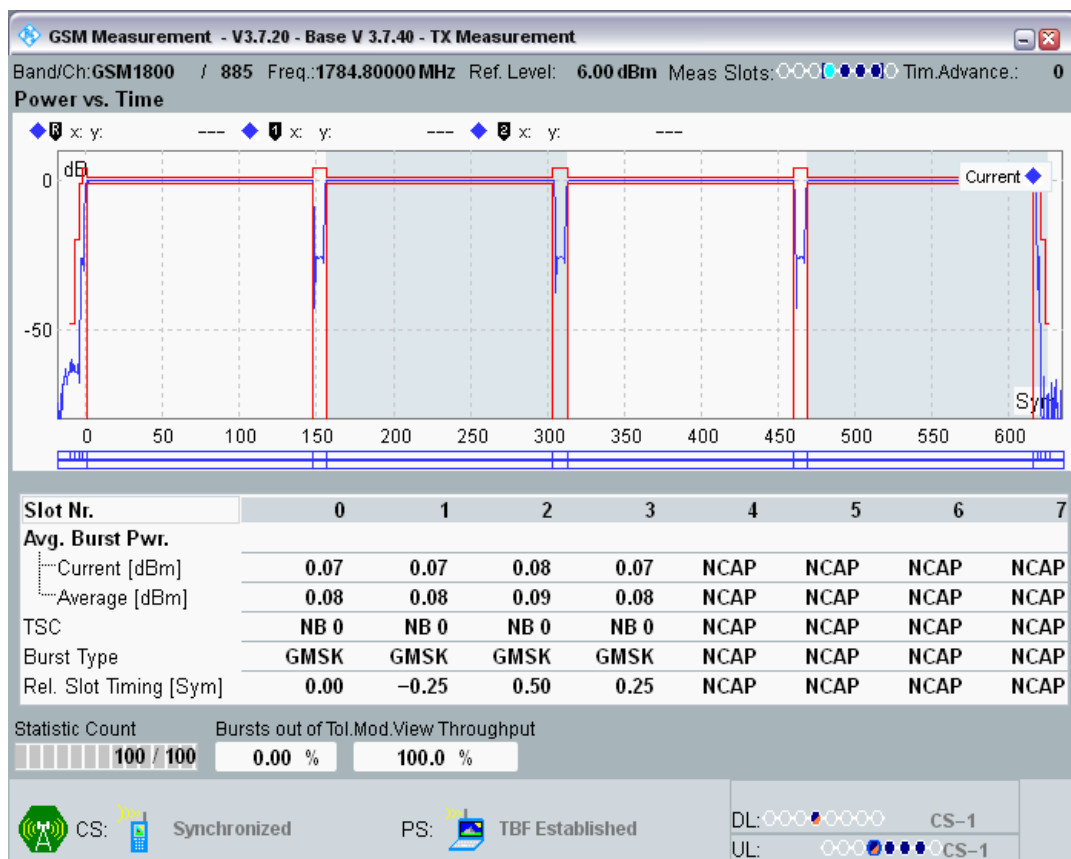 GSM Measurement - V3.7.20 - Base V 3.7.40 - TX Measurement
Band/Ch:GSM1800 / 885 Freq.:1784.80000 MHz Ref. Level: 6.00 dBm Meas Slots: Tim.Advance.: 0
Power vs. Time
R x: y: --- 1 x: y: --- 2 x: y: ---
dB
Current
0
-50
Sym
0 50 100 150 200 250 300 350 400 450 500 550 600
Slot Nr. 0 1 2 3 4 5 6 7
Avg. Burst Pwr.
Current [dBm] 0.07 0.07 0.08 0.07 NCAP NCAP NCAP NCAP
Average [dBm] 0.08 0.08 0.09 0.08 NCAP NCAP NCAP NCAP
TSC NB 0 NB 0 NB 0 NB 0 NCAP NCAP NCAP NCAP
Burst Type GMSK GMSK GMSK GMSK NCAP NCAP NCAP NCAP
Rel. Slot Timing [Sym] 0.00 −0.25 0.50 0.25 NCAP NCAP NCAP NCAP
Statistic Count Bursts out of Tol. Mod.View Throughput
100 / 100 0.00 % 100.0 %
CS: Synchronized PS: TBF Established
DL: CS−1
UL: CS−1